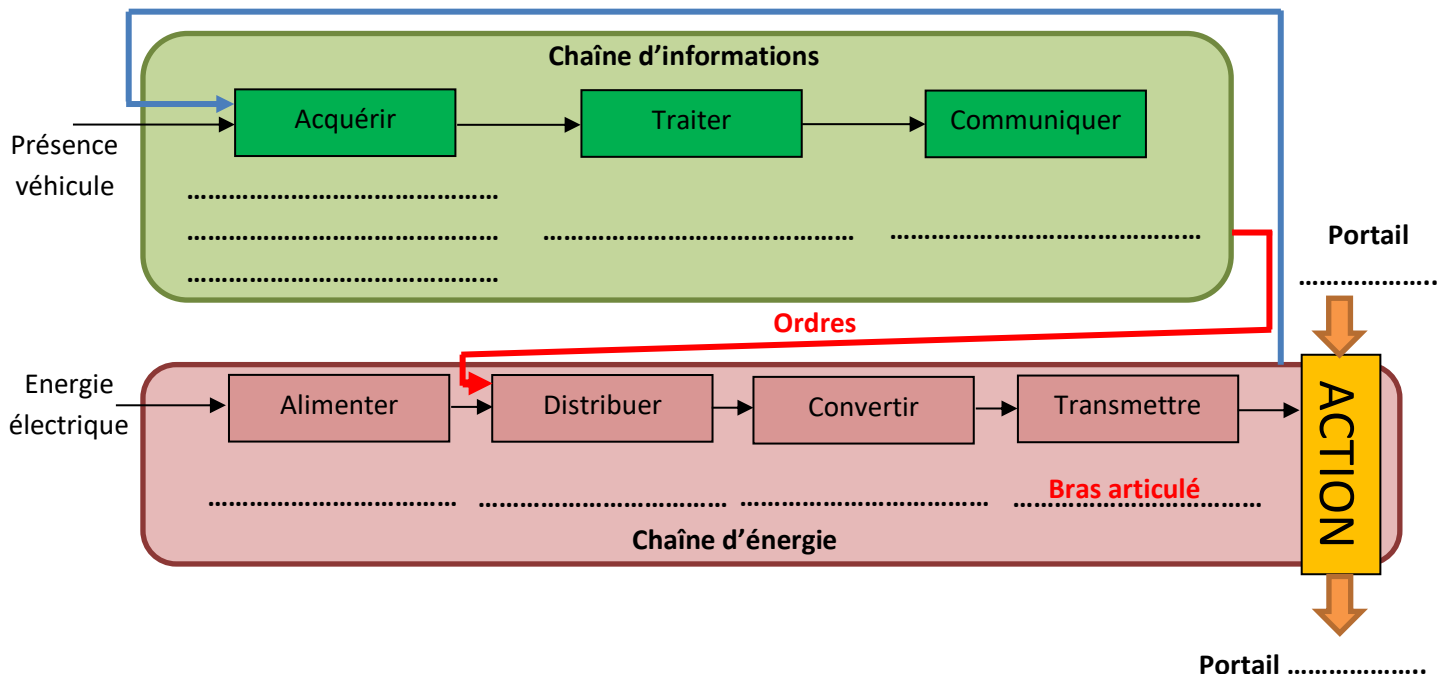 Chaîne d’informations
Acquérir
Traiter
Communiquer
Présence
véhicule
……………………………………………
……………………………………………
……………………………………………
……………………………………………
……………………………………………
Portail
………………..
Ordres
Energie
électrique
Alimenter
Distribuer
Convertir
Transmettre
ACTION
…………………………………
…………………………………
…………………………………
Bras articulé
…………………………………
Chaîne d’énergie
Portail ………………..